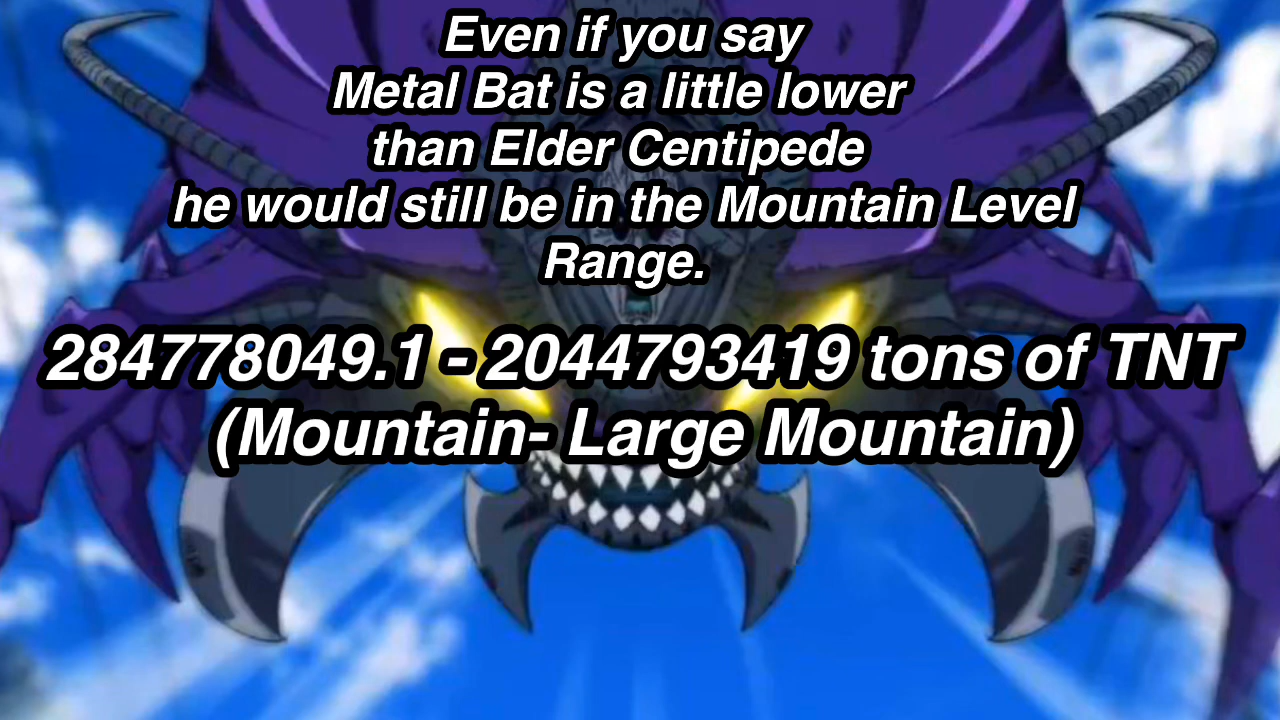 Even if you say
Metal Bat is a little lower
than Elder Centipede
he would still be in the Mountain Level
Range.
284778049.1 - 2044793419 tons of TNT
(Mountain- Large Mountain)